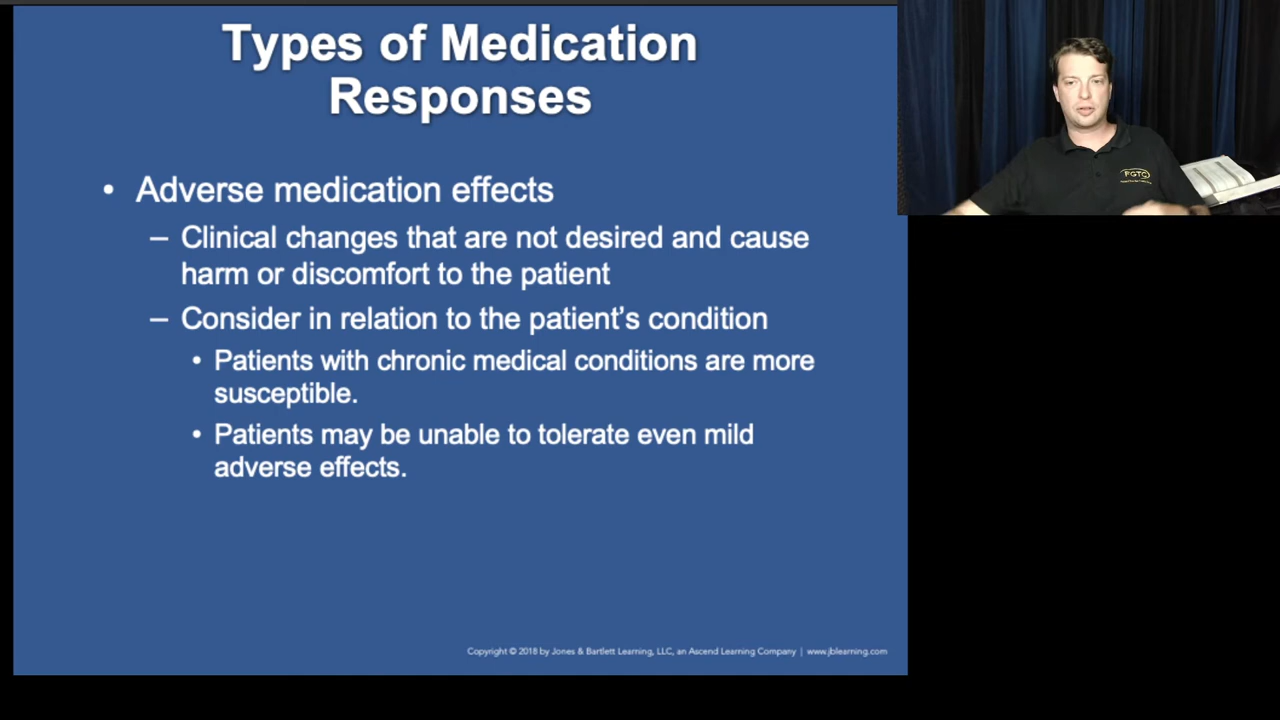 Types of Medication
Responses
• Adverse medication effects
– Clinical changes that are not desired and cause
harm or discomfort to the patient
– Consider in relation to the patient’s condition
• Patients with chronic medical conditions are more
susceptible.
• Patients may be unable to tolerate even mild
adverse effects.
Copyright © 2018 by Jones & Bartlett Learning, LLC, an Ascend Learning Company | www.jblearning.com
PGTC